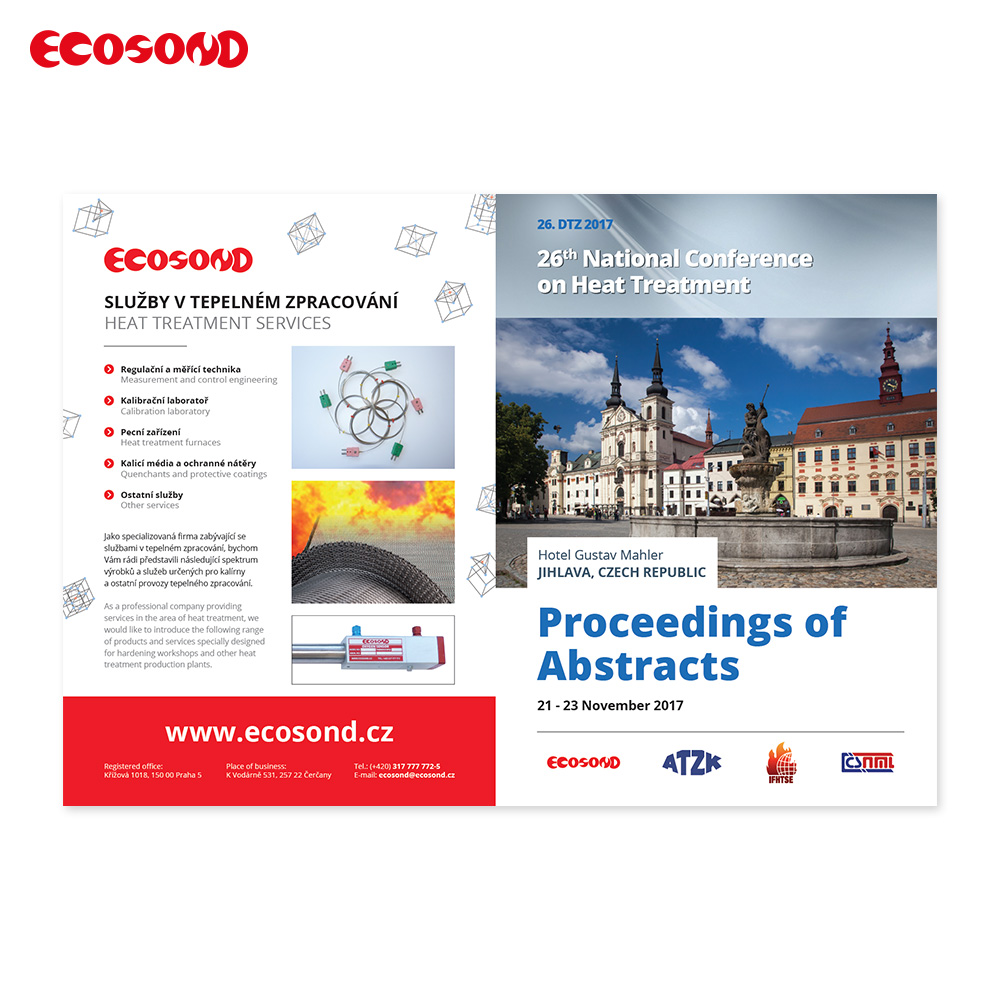 ECOSOND
ECOSOND
SLUŽBY V TEPELNÉM ZPRACOVÁNÍ
HEAT TREATMENT SERVICES
Regulační a měřící technika
Measurement and control engineering
Kalibrační laboratoř
Calibration laboratory
Pecní zařízení
Heat treatment furnaces
Kalicí média a ochranné nátěry
Quenchants and protective coatings
Ostatní služby
Other services
Jako specializovaná firma zabývající se
službami v tepelném zpracování, bychom
Vám rádi představili následující spektrum
výrobků a služeb určených pro kalírny
a ostatní provozy tepelného zpracování.
As a professional company providing
services in the area of heat treatment, we
would like to introduce the following range
of products and services specially designed
for hardening workshops and other heat
treatment production plants.
ECOSOND
www.ecosond.cz
Registered office:
Křížová 1018, 150 00 Praha 5
Place of business:
K Vodárně 531, 257 22 Čerčany
Tel.: (+420) 317 777 772-5
E-mail: ecosond@ecosond.cz
26. DTZ 2017
26th National Conference
on Heat Treatment
Hotel Gustav Mahler
JIHLAVA, CZECH REPUBLIC
Proceedings of
Abstracts
21 - 23 November 2017
ECOSOND
ATZK
IFHTSE
ČSNMT